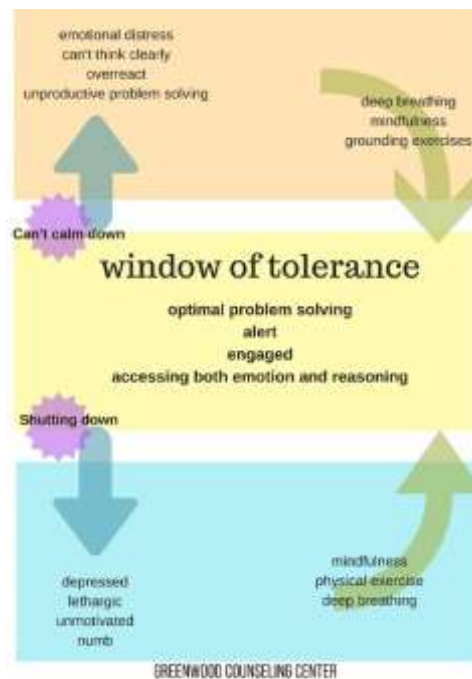 emotional distress
can't think clearly
overreact
unproductive problem solving
deep breathing
mindfulness
grounding exercises
Can't calm down
window of tolerance
optimal problem solving
alert
engaged
accessing both emotion and reasoning
Shutting down
mindfulness
physical exercise
deep breathing
depressed
lethargic
unmotivated
numb
GREENWOOD COUNSELING CENTER